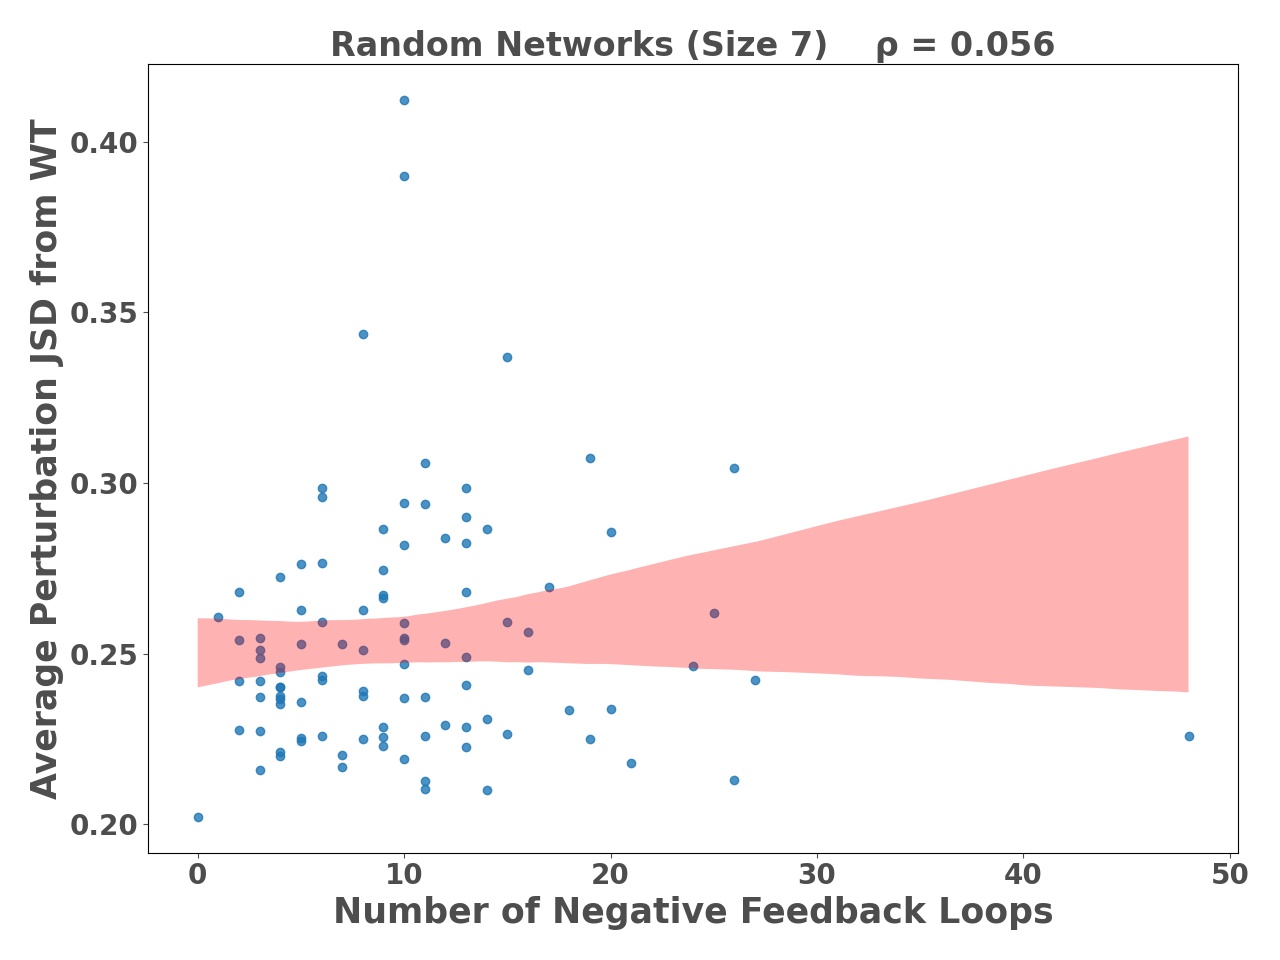 Random Networks (Size 7)    ρ = 0.056
Average Perturbation JSD from WT
0.40
0.35
0.30
0.25
0.20
0 10 20 30 40 50
Number of Negative Feedback Loops